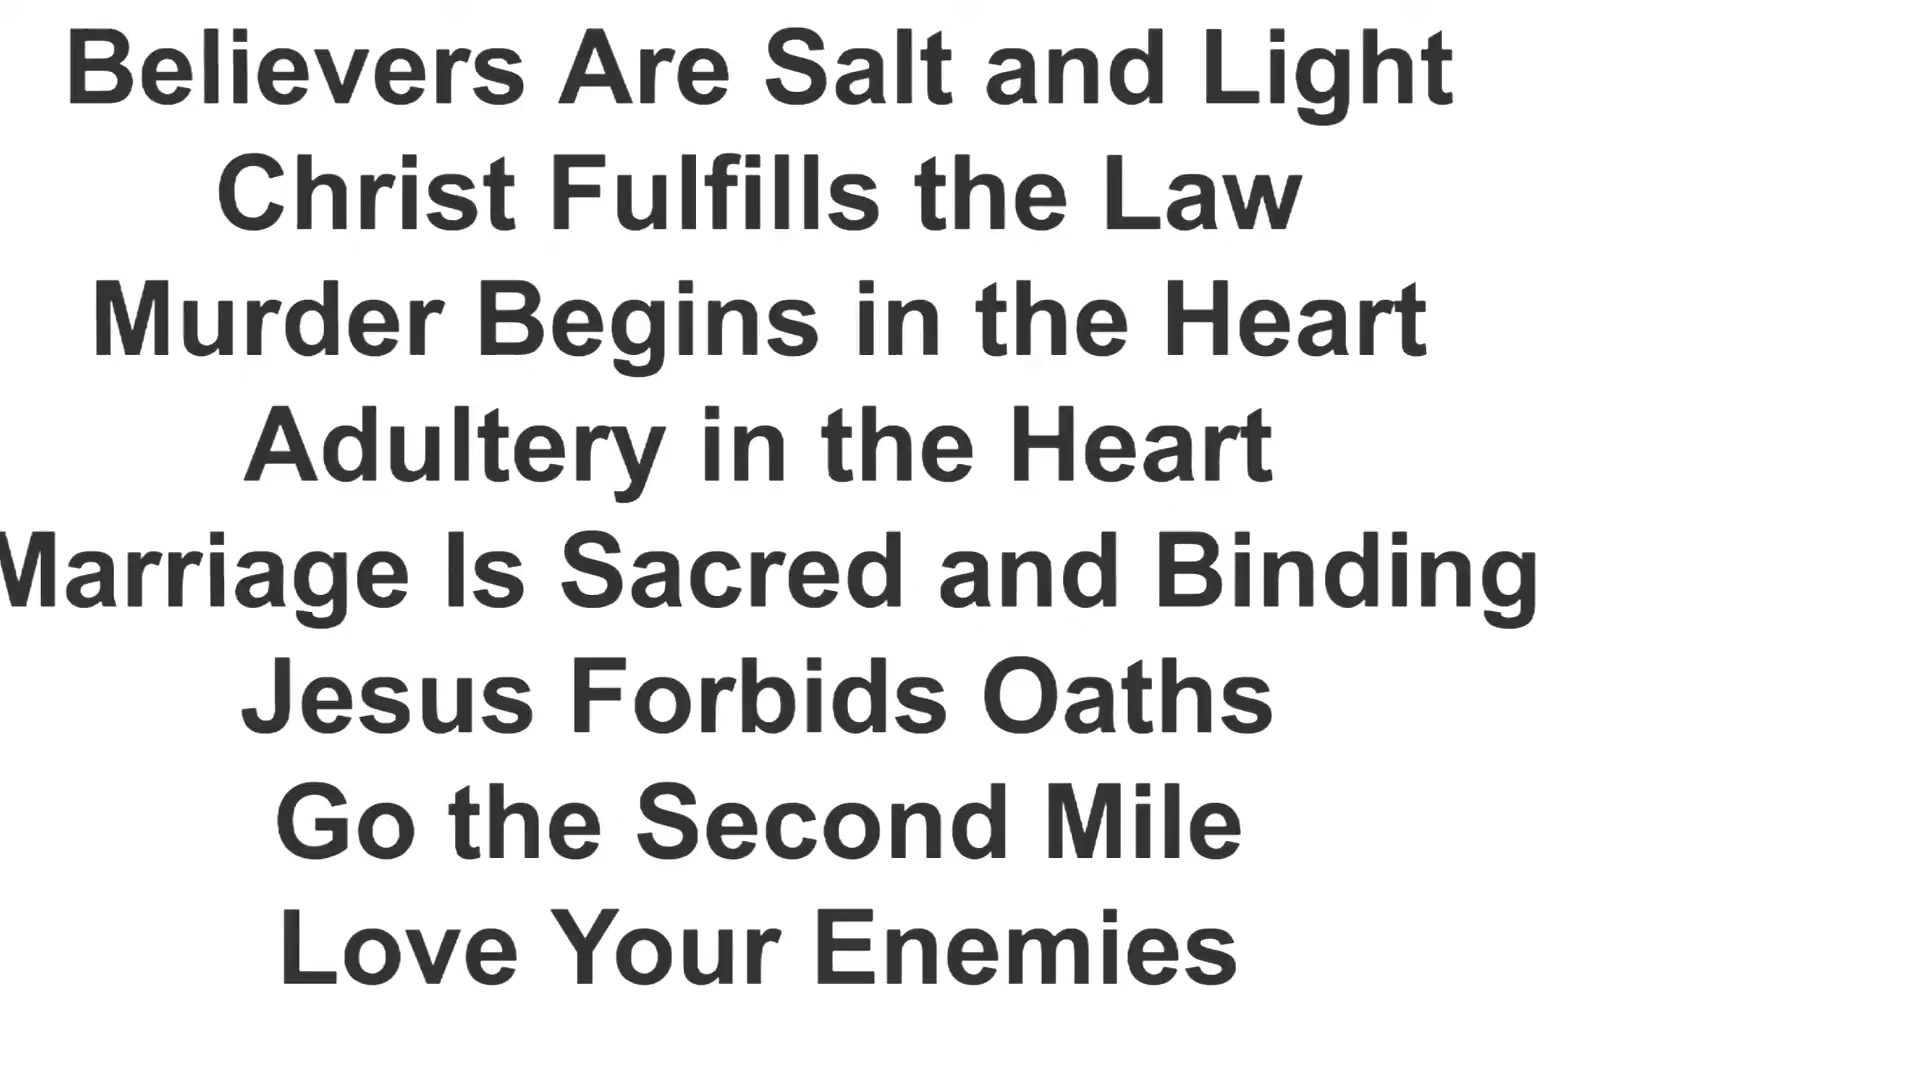 Believers Are Salt and Light
Christ Fulfills the Law
Murder Begins in the Heart
Adultery in the Heart
Marriage Is Sacred and Binding
Jesus Forbids Oaths
Go the Second Mile
Love Your Enemies